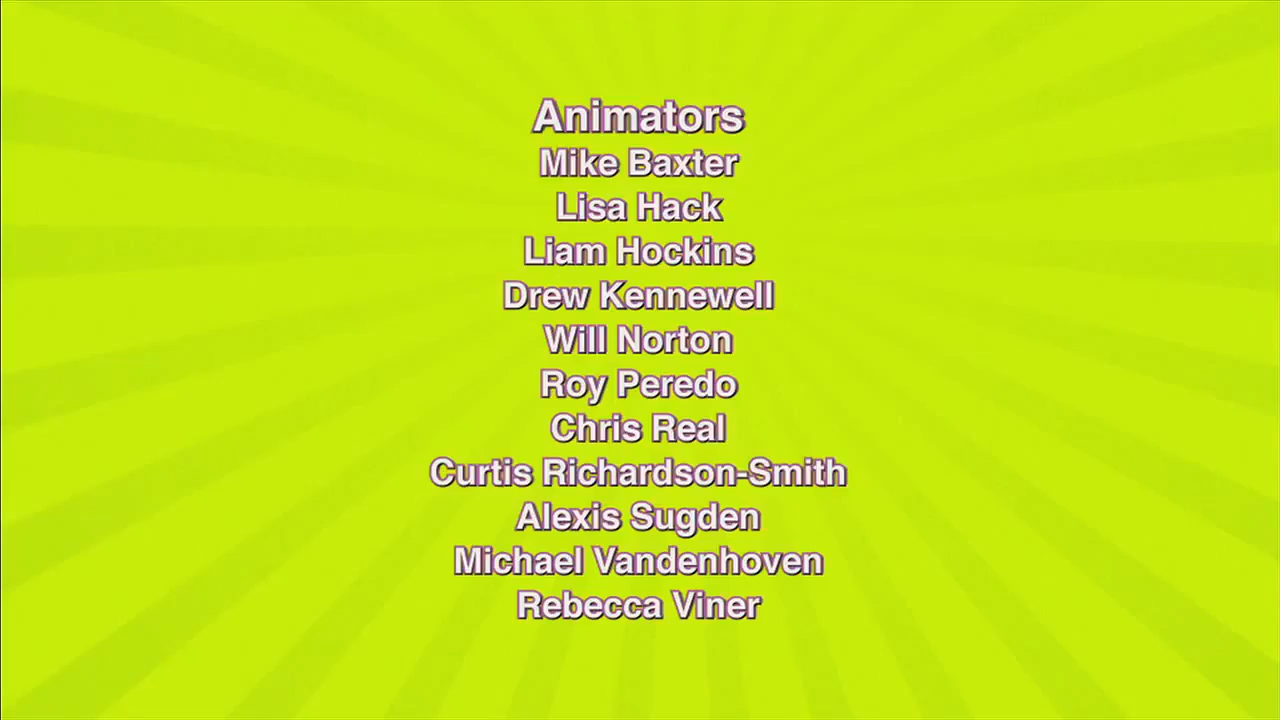 Animators
Mike Baxter
Lisa Hack
Liam Hockins
Drew Kennewell
Will Norton
Roy Peredo
Chris Real
Curtis Richardson-Smith
Alexis Sugden
Michael Vandenhoven
Rebecca Viner